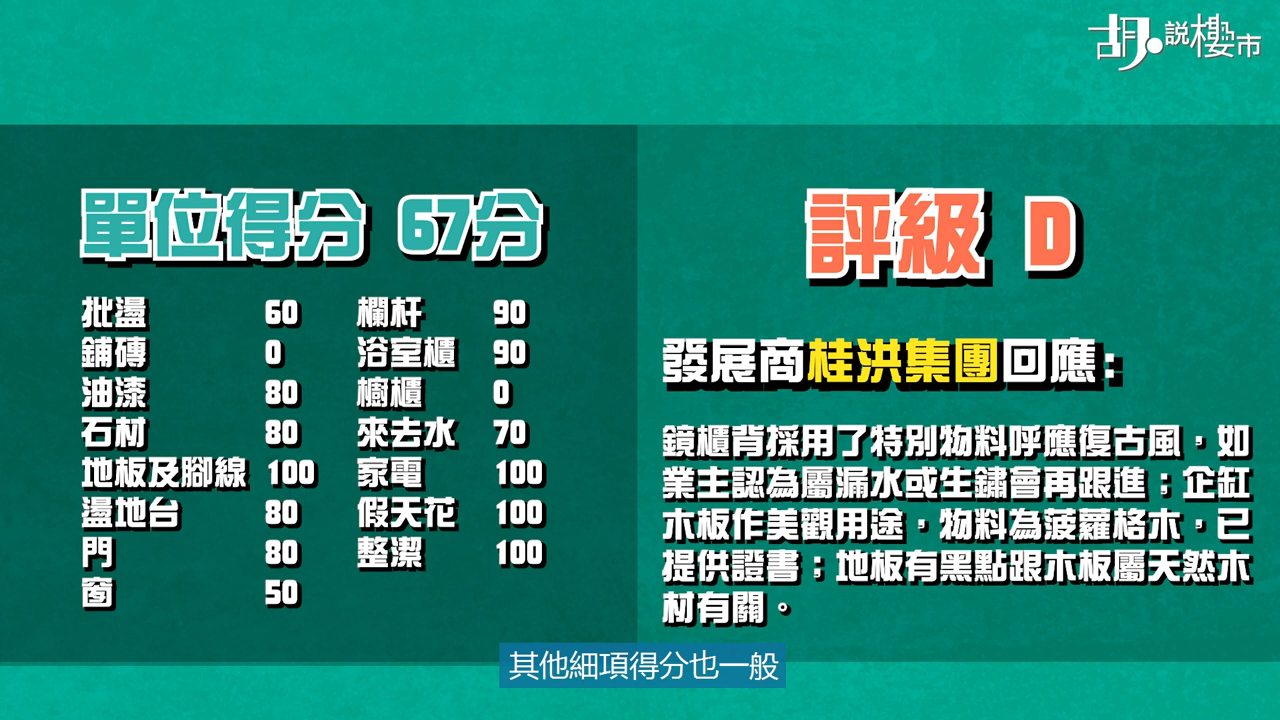 胡.說樓市
單位得分 67分
批盪 60 欄杆 90
鋪磚 0 浴室櫃 90
油漆 80 櫥櫃 0
石材 80 來去水 70
地板及腳線 100 家電 100
盪地台 80 假天花 100
門 80 整潔 100
窗 50
評級 D
發展商桂洪集團回應:
鏡櫃背採用了特別物料呼應復古風，如
業主認為屬漏水或生鏽會再跟進；企缸
木板作美觀用途，物料為菠蘿格木，已
提供證書；地板有黑點跟木板屬天然木
材有關。
其他細項得分也一般